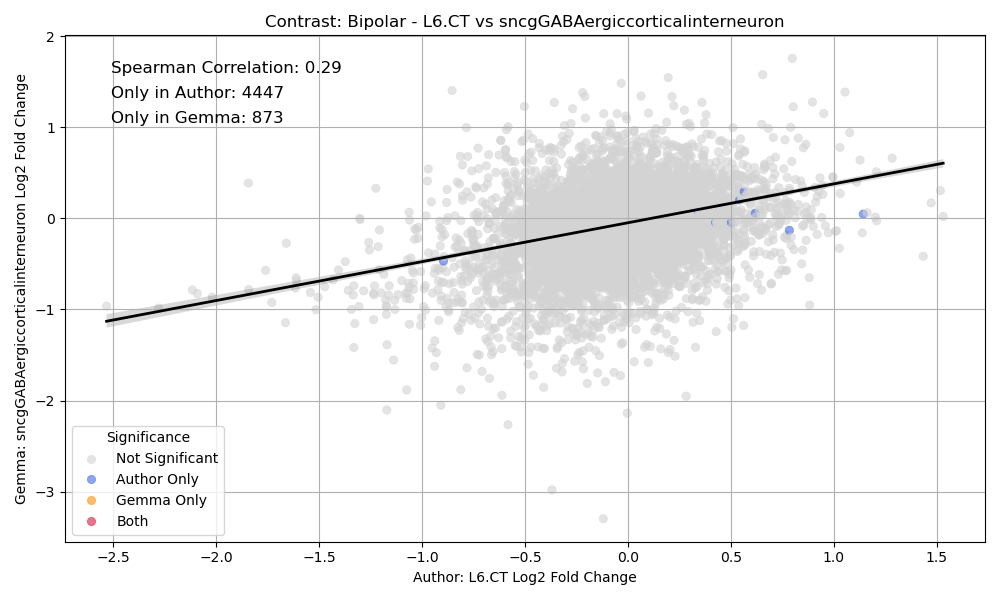 Contrast: Bipolar - L6.CT vs sncgGABAergiccorticalinterneuron
Spearman Correlation: 0.29
Only in Author: 4447
Only in Gemma: 873
Gemma: sncgGABAergiccorticalinterneuron Log2 Fold Change
2
1
0
−1
−2
−3
Significance
Not Significant
Author Only
Gemma Only
Both
−2.5 −2.0 −1.5 −1.0 −0.5 0.0 0.5 1.0 1.5
Author: L6.CT Log2 Fold Change